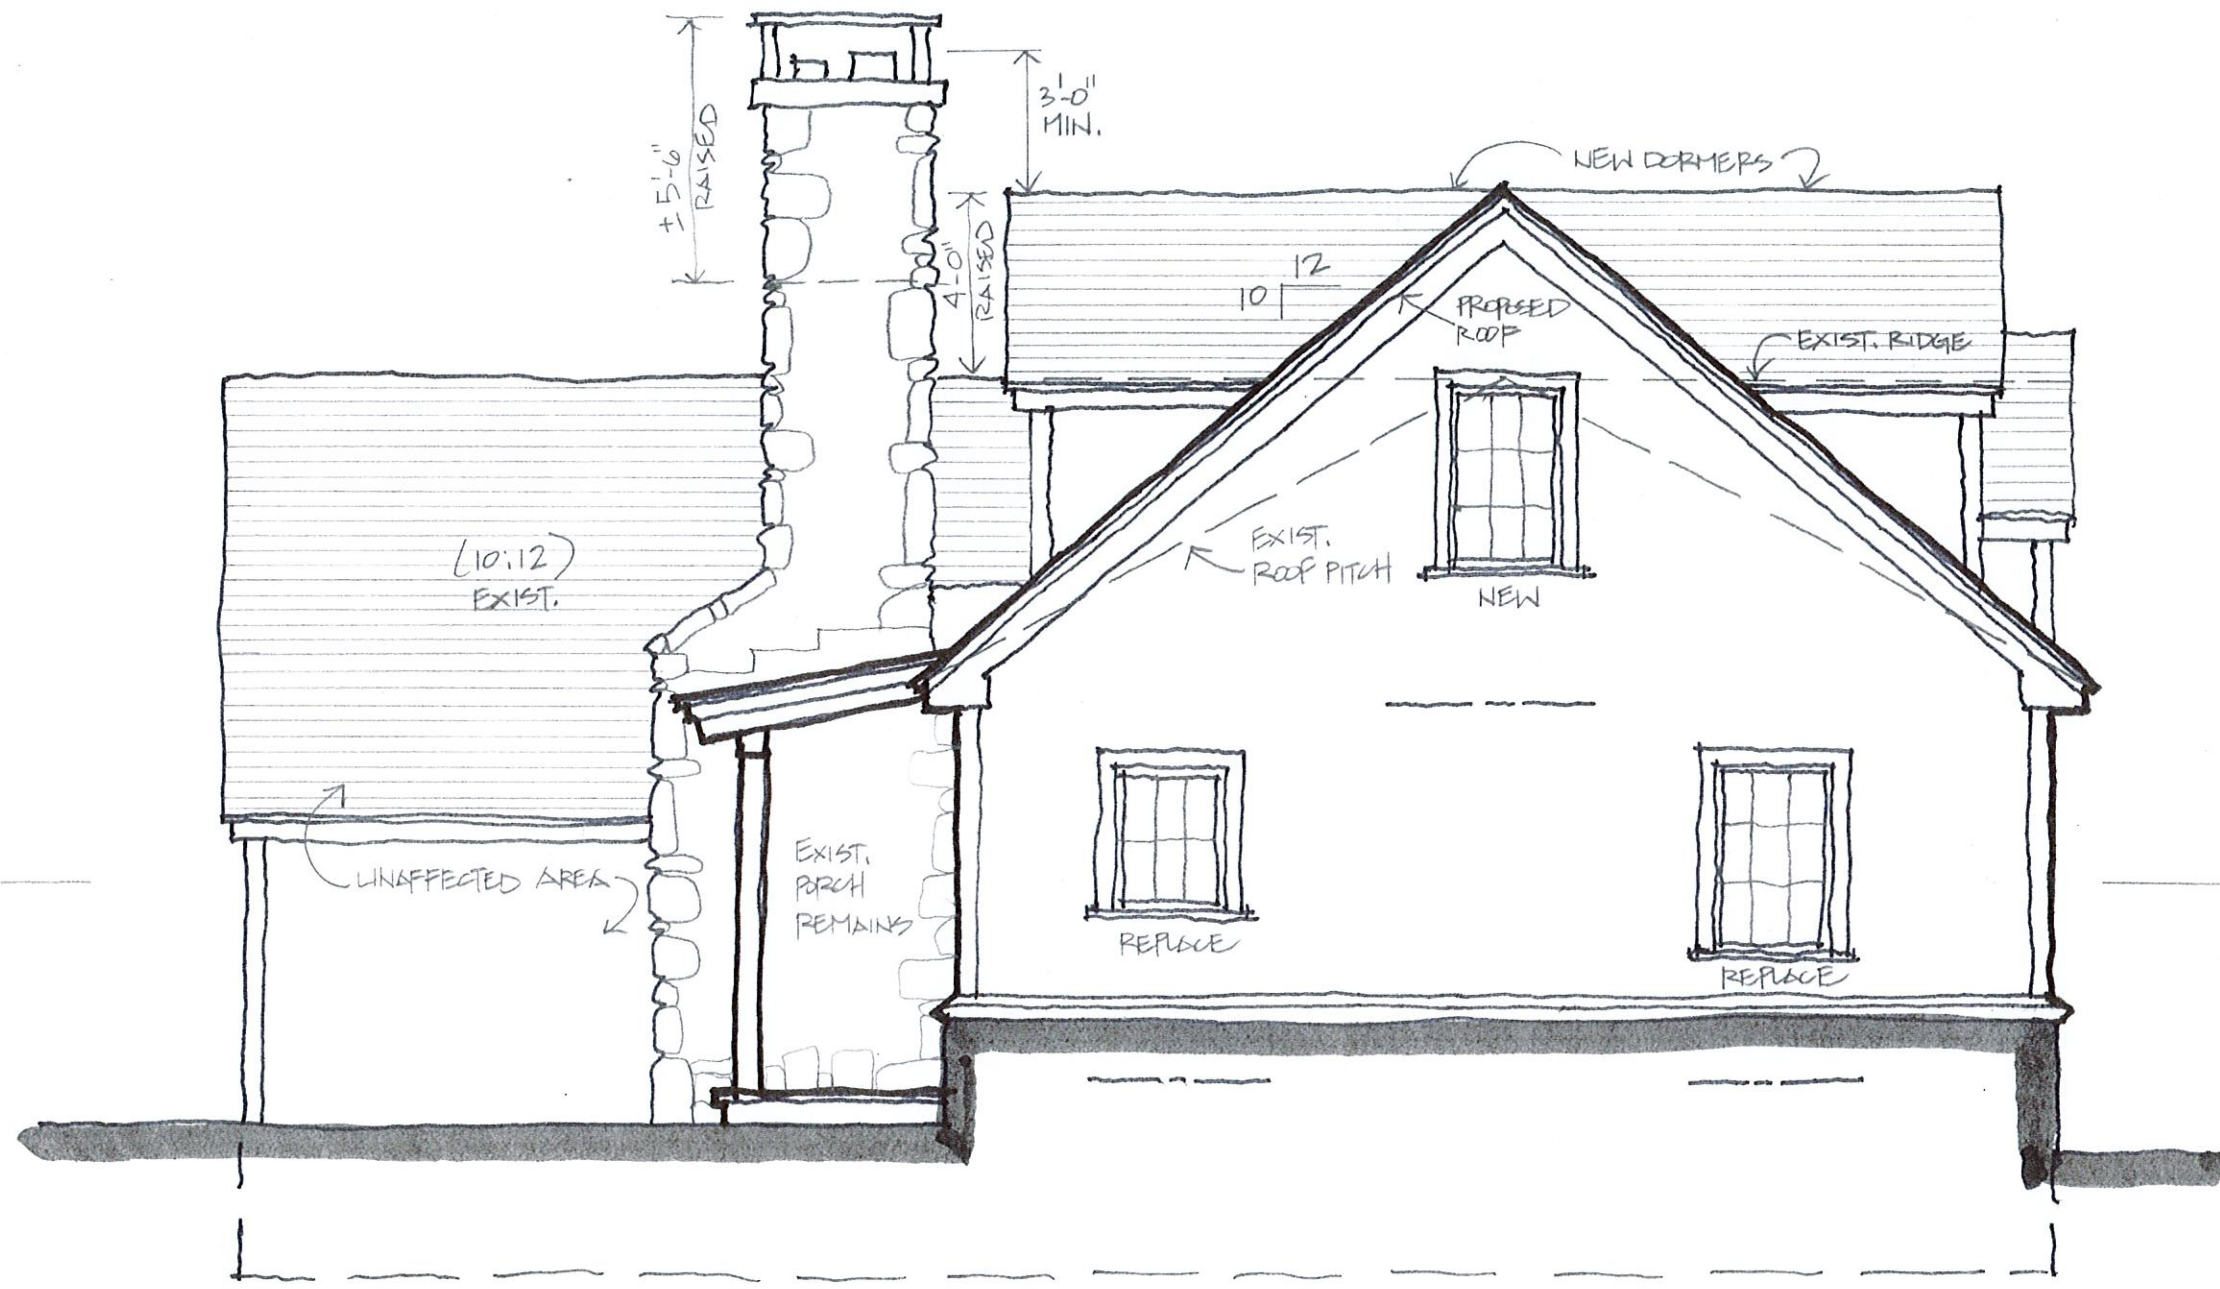 ± 5'-6"
RAISED
3'-0"
MIN.
NEW DORMERS
4'-0"
RAISED
12
10
PROPOSED
ROOF
EXIST. RIDGE
(10:12)
EXIST.
EXIST.
ROOF PITCH
NEW
UNAFFECTED AREA
EXIST.
PORCH
REMAINS
REPLACE
REPLACE